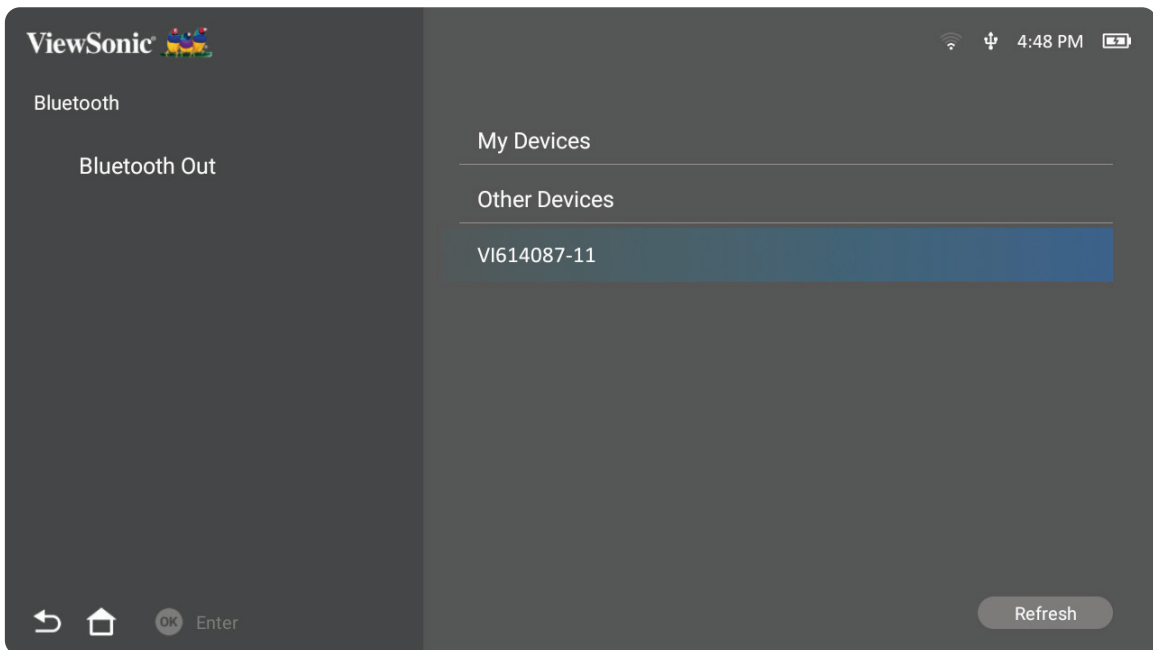 ViewSonic
4:48 PM
Bluetooth
Bluetooth Out
My Devices
Other Devices
VI614087-11
OK Enter
Refresh